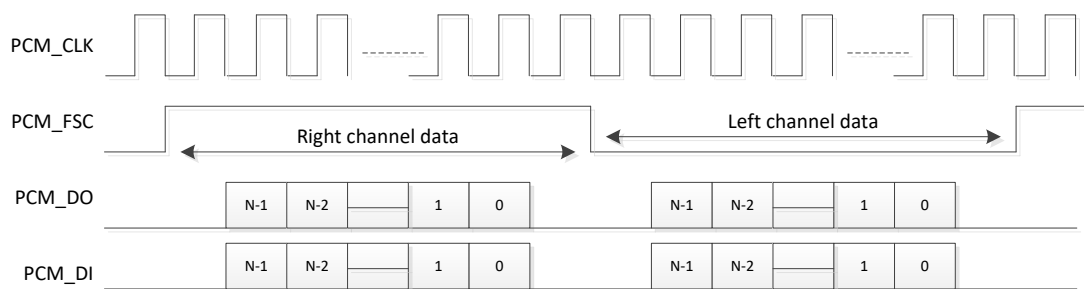 PCM_CLK
PCM_FSC
Right channel data
Left channel data
PCM_DO
N-1 N-2 1 0 N-1 N-2 1 0
PCM_DI
N-1 N-2 1 0 N-1 N-2 1 0